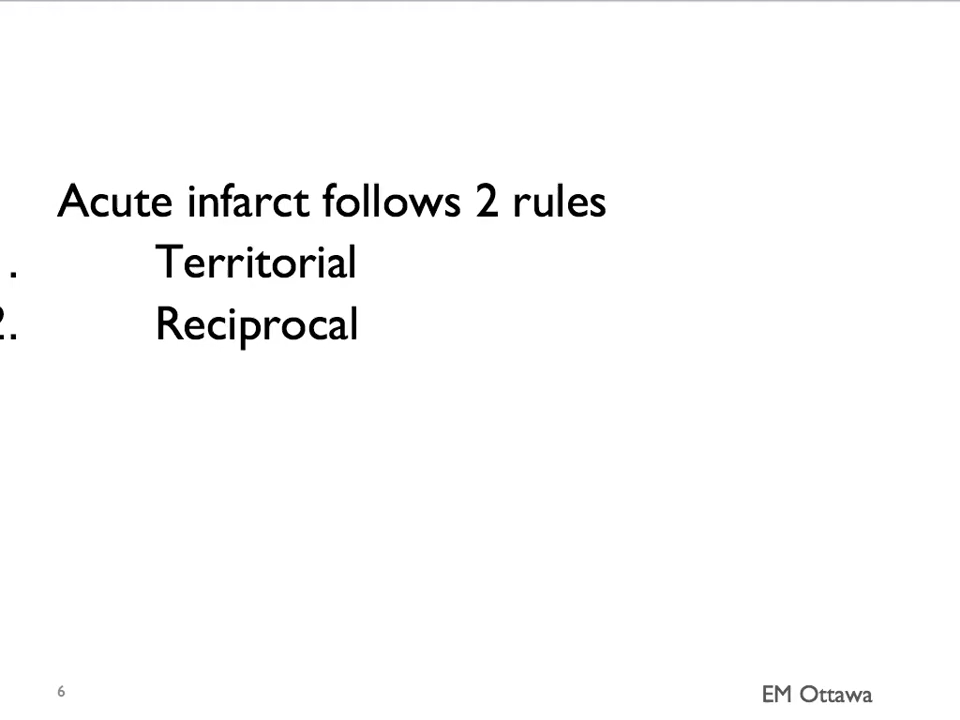 Acute infarct follows 2 rules
. Territorial
2. Reciprocal
6
EM Ottawa